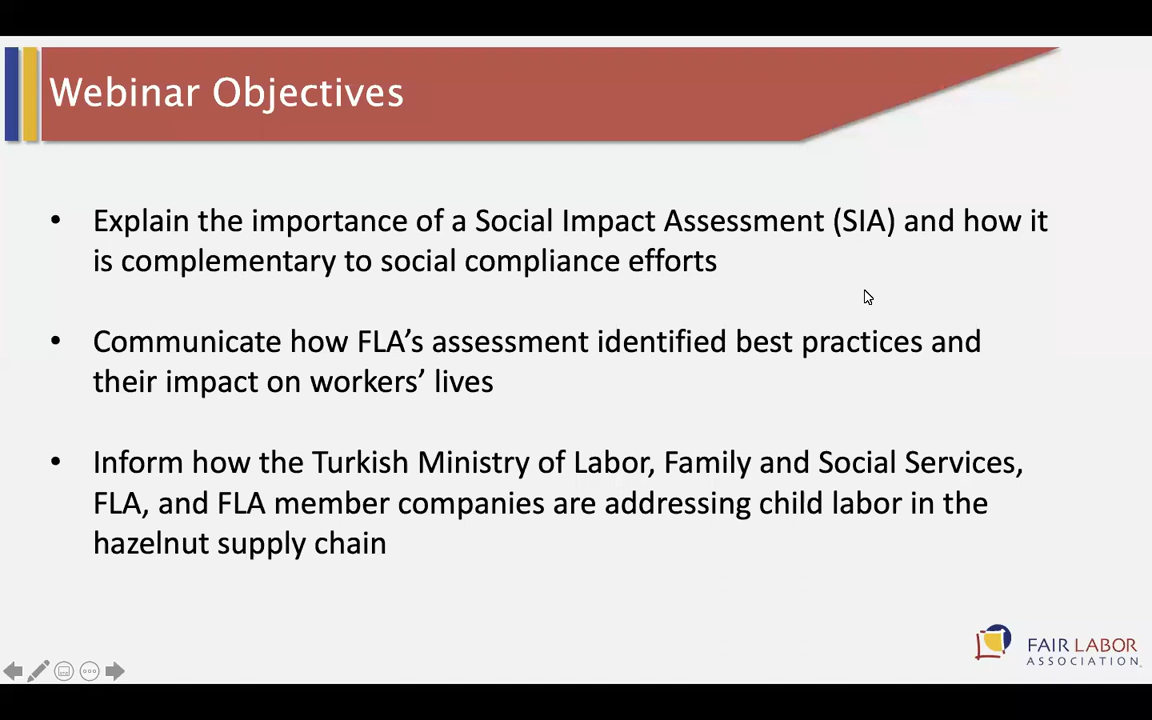 Webinar Objectives
• Explain the importance of a Social Impact Assessment (SIA) and how it
is complementary to social compliance efforts
• Communicate how FLA’s assessment identified best practices and
their impact on workers’ lives
• Inform how the Turkish Ministry of Labor, Family and Social Services,
FLA, and FLA member companies are addressing child labor in the
hazelnut supply chain
FAIR LABOR
ASSOCIATION